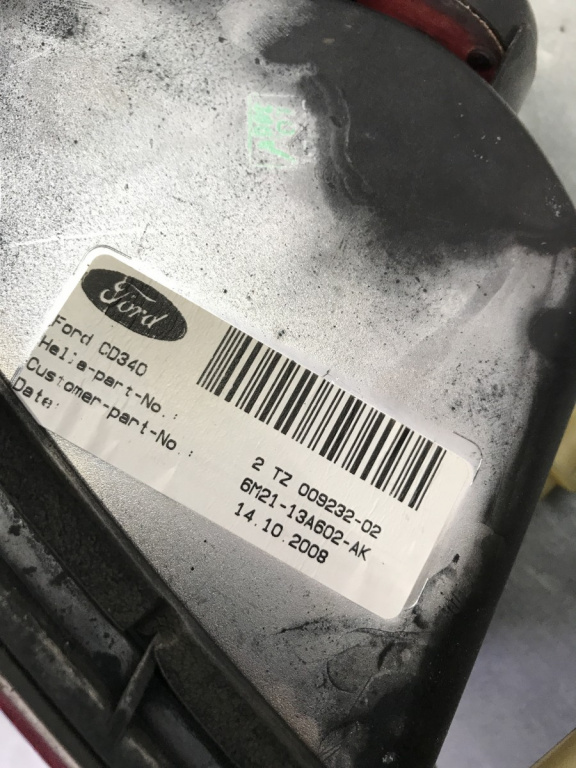 Ford
Ford CD340
Hella-part-No.: 2 TZ 009232-02
Customer-part-No.: 6M21-13A602-AK
Date: 14.10.2008